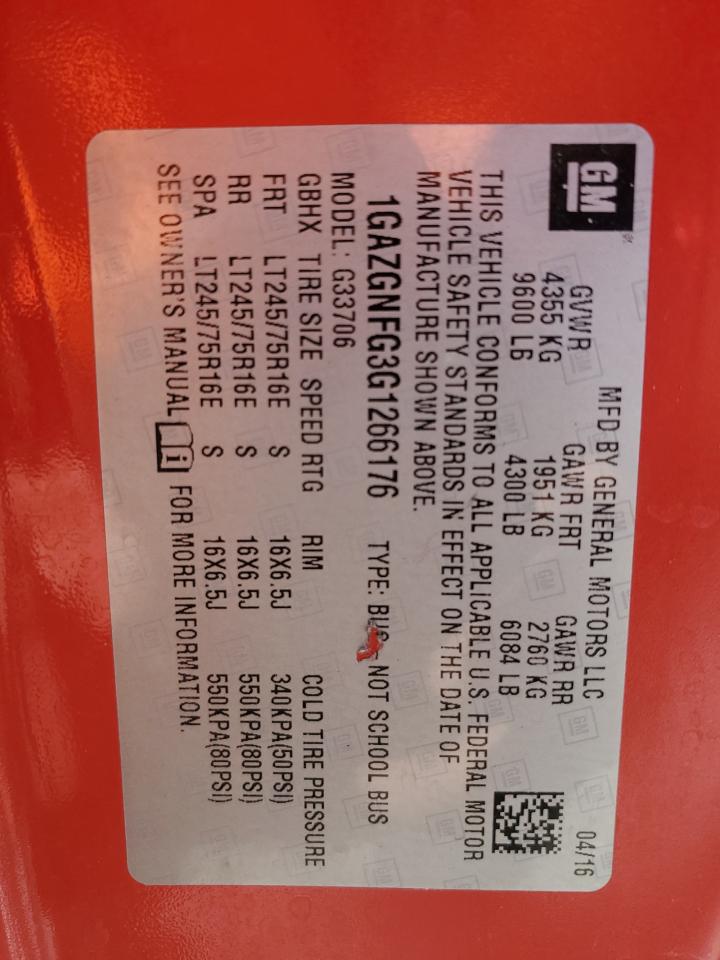 GM
MFD BY GENERAL MOTORS LLC 04/16
GVWR GAWR FRT GAWR RR
4355 KG 1951 KG 2760 KG
9600 LB 4300 LB 6084 LB
THIS VEHICLE CONFORMS TO ALL APPLICABLE U.S. FEDERAL MOTOR
VEHICLE SAFETY STANDARDS IN EFFECT ON THE DATE OF
MANUFACTURE SHOWN ABOVE.
1GAZGNFG3G1266176 TYPE: BUS-NOT SCHOOL BUS
MODEL: G33706
GBHX TIRE SIZE SPEED RTG RIM COLD TIRE PRESSURE
FRT LT245/75R16E S 16X6.5J 340KPA(50PSI)
RR LT245/75R16E S 16X6.5J 550KPA(80PSI)
SPA LT245/75R16E S 16X6.5J 550KPA(80PSI)
SEE OWNER'S MANUAL i FOR MORE INFORMATION.